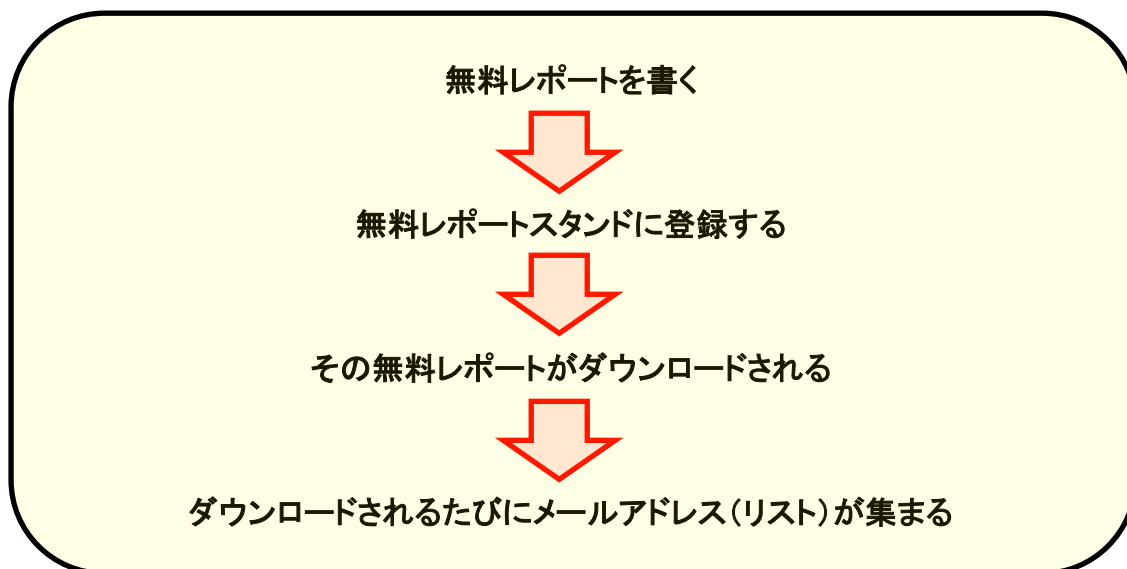 無料レポートを書く
無料レポートスタンドに登録する
その無料レポートがダウンロードされる
ダウンロードされるたびにメールアドレス（リスト）が集まる